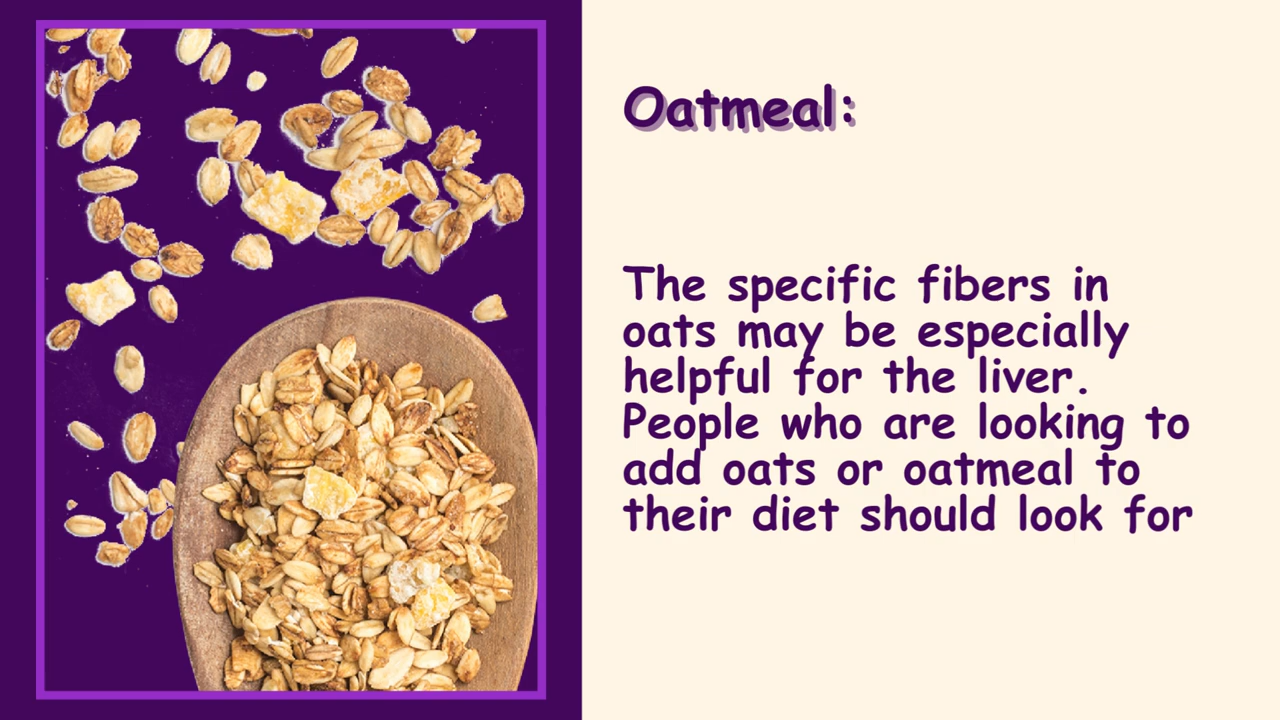 Oatmeal:
The specific fibers in
oats may be especially
helpful for the liver.
People who are looking to
add oats or oatmeal to
their diet should look for